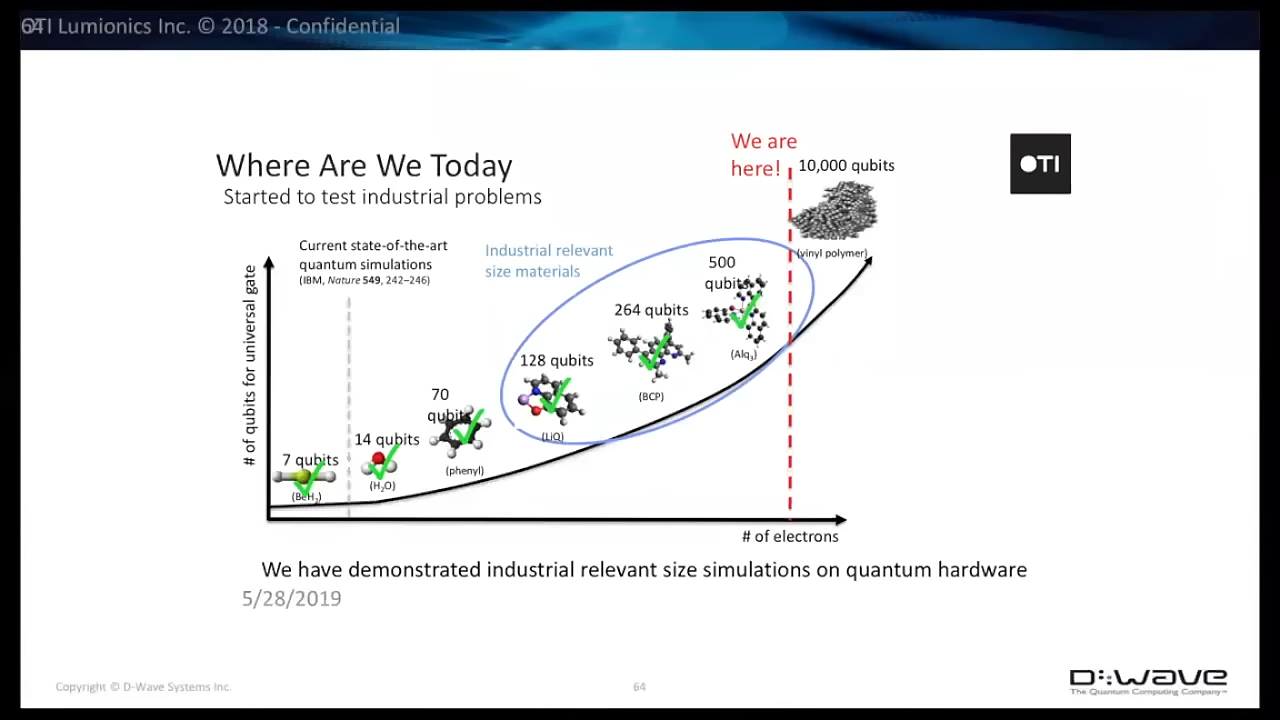 OTI Lumionics Inc. © 2018 - Confidential
We are
here!
10,000 qubits
OTI
Where Are We Today
Started to test industrial problems
(vinyl polymer)
Current state-of-the-art
quantum simulations
(IBM, Nature 549, 242–246)
Industrial relevant
size materials
500
qubits
264 qubits
(Alq3)
128 qubits
(BCP)
70
qubits
(LiQ)
14 qubits
(phenyl)
7 qubits
(H2O)
(BeH2)
# of qubits for universal gate
# of electrons
We have demonstrated industrial relevant size simulations on quantum hardware
5/28/2019
Copyright © D-Wave Systems Inc.
64
D:wave
The Quantum Computing Company™